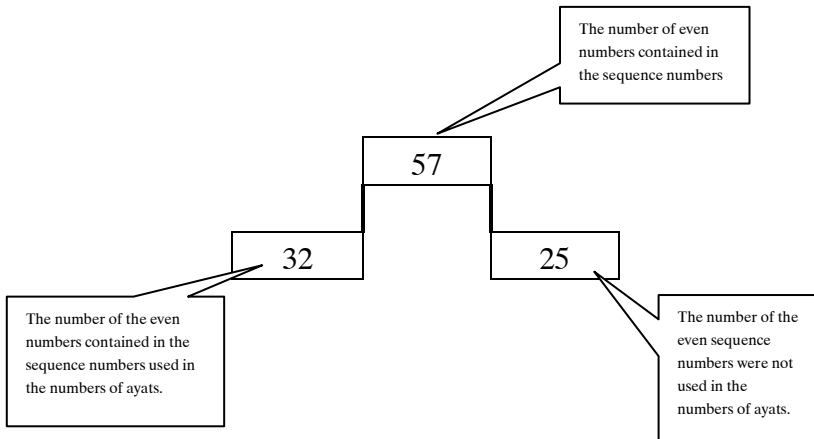 The number of even
numbers contained in
the sequence numbers
57
32
25
The number of the even
numbers contained in the
sequence numbers used in
the numbers of ayats.
The number of the
even sequence
numbers were not
used in the
numbers of ayats.